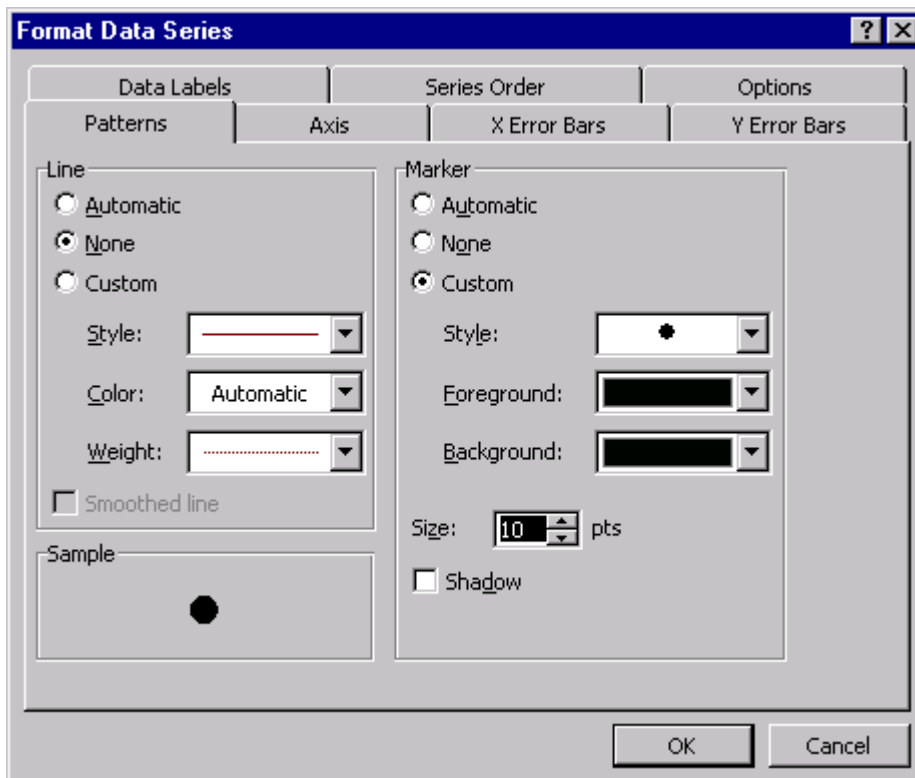 Format Data Series
Data Labels Series Order Options
Patterns Axis X Error Bars Y Error Bars
Line
Automatic
None
Custom
Style:
Color: Automatic
Weight:
Smoothed line
Sample
Marker
Automatic
None
Custom
Style:
Foreground:
Background:
Size: 10 pts
Shadow
OK Cancel